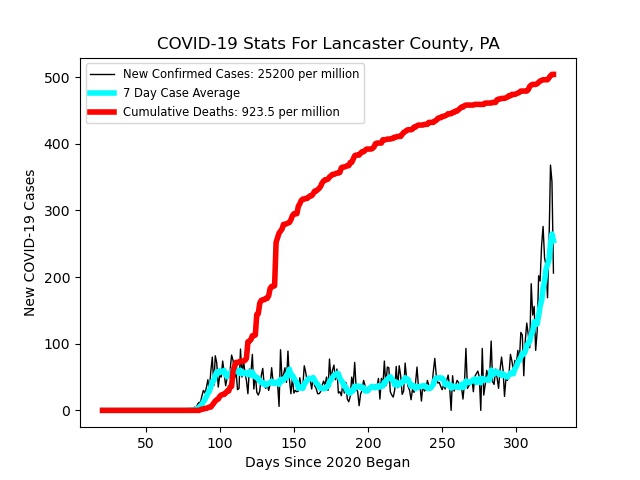 COVID-19 Stats For Lancaster County, PA
New Confirmed Cases: 25200 per million
7 Day Case Average
Cumulative Deaths: 923.5 per million
New COVID-19 Cases
500
400
300
200
100
0
50
100
150
200
250
300
Days Since 2020 Began